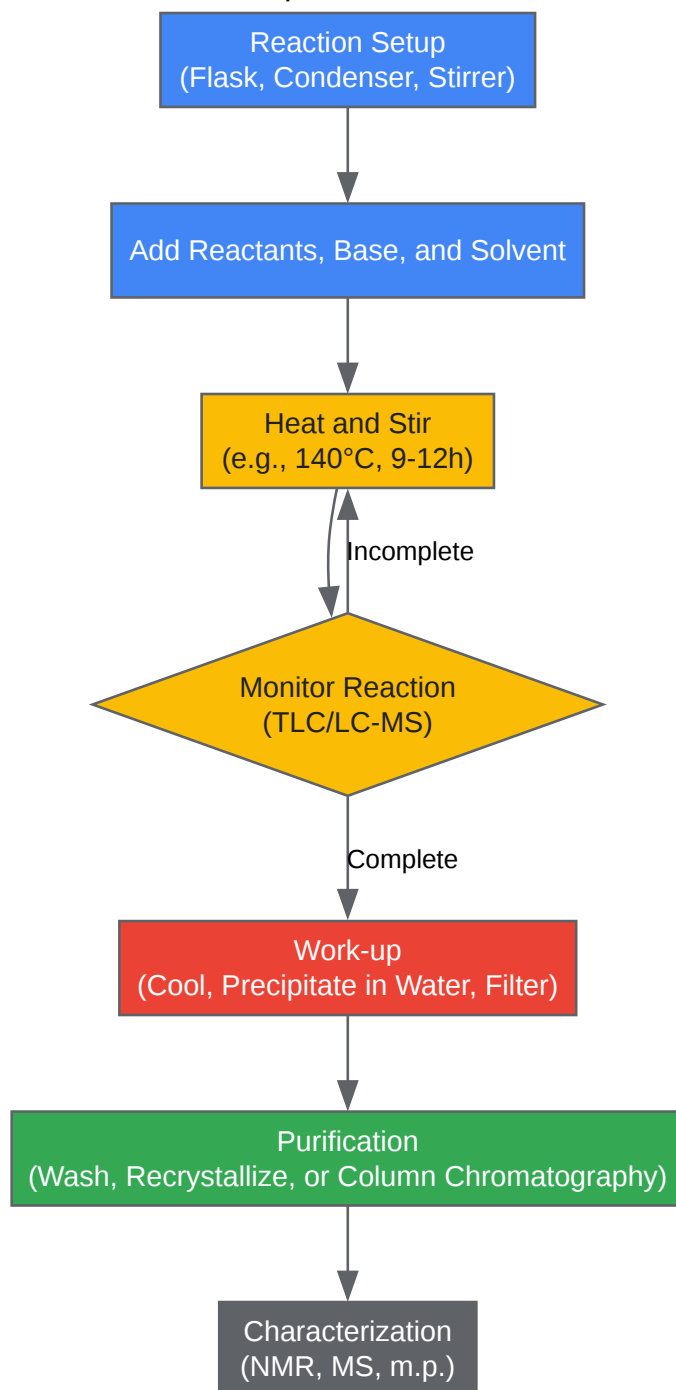 Reaction Setup
(Flask, Condenser, Stirrer)
Add Reactants, Base, and Solvent
Heat and Stir
(e.g., 140°C, 9-12h)
Incomplete
Monitor Reaction
(TLC/LC-MS)
Complete
Work-up
(Cool, Precipitate in Water, Filter)
Purification
(Wash, Recrystallize, or Column Chromatography)
Characterization
(NMR, MS, m.p.)